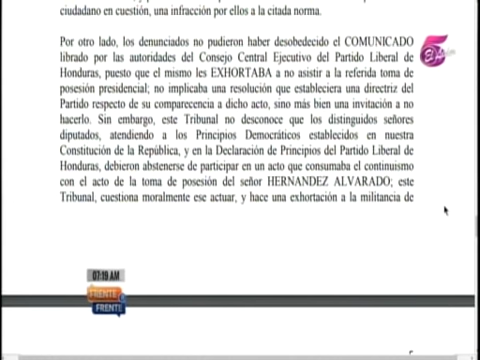 ciudadano en cuestión, una infracción por ellos a la citada norma.
Por otro lado, los denunciados no pudieron haber desobedecido el COMUNICADO
librado por las autoridades del Consejo Central Ejecutivo del Partido Liberal de
Honduras, puesto que el mismo les EXHORTABA a no asistir a la referida toma de
posesión presidencial; no implicaba una resolución que estableciera una directriz del
Partido respecto de su comparecencia a dicho acto, sino más bien una invitación a no
hacerlo. Sin embargo, este Tribunal no desconoce que los distinguidos señores
diputados, atendiendo a los Principios Democráticos establecidos en nuestra
Constitución de la República, y en la Declaración de Principios del Partido Liberal de
Honduras, debieron abstenerse de participar en un acto que consumaba el continuismo
con el acto de la toma de posesión del señor HERNANDEZ ALVARADO; este
Tribunal, cuestiona moralmente ese actuar, y hace una exhortación a la militancia de
07:19 AM
FRENTE
FRENTE